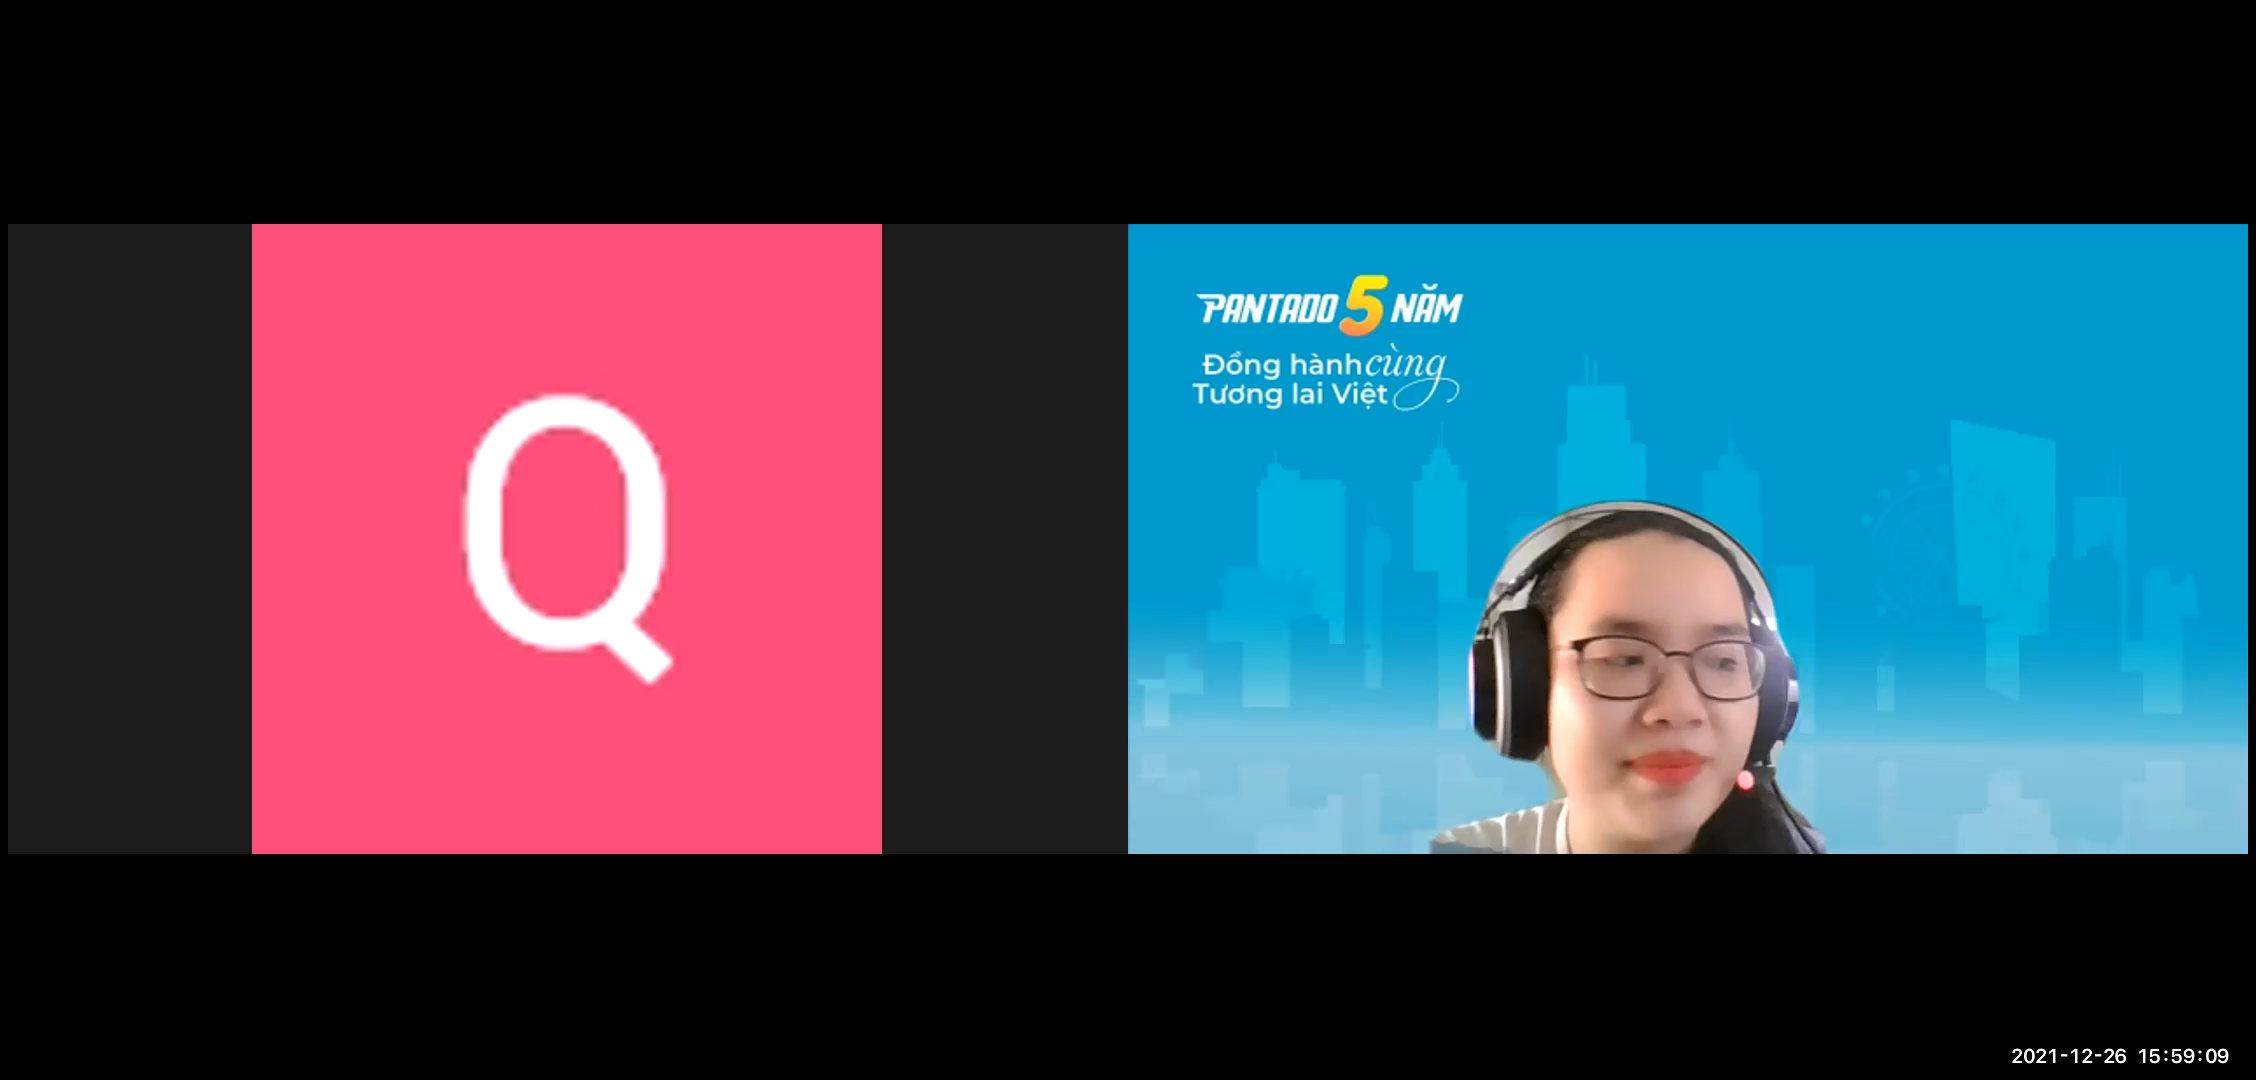 Q
PANTADO 5 NĂM
Đồng hành cùng
Tương lai Việt
2021-12-26 15:59:09